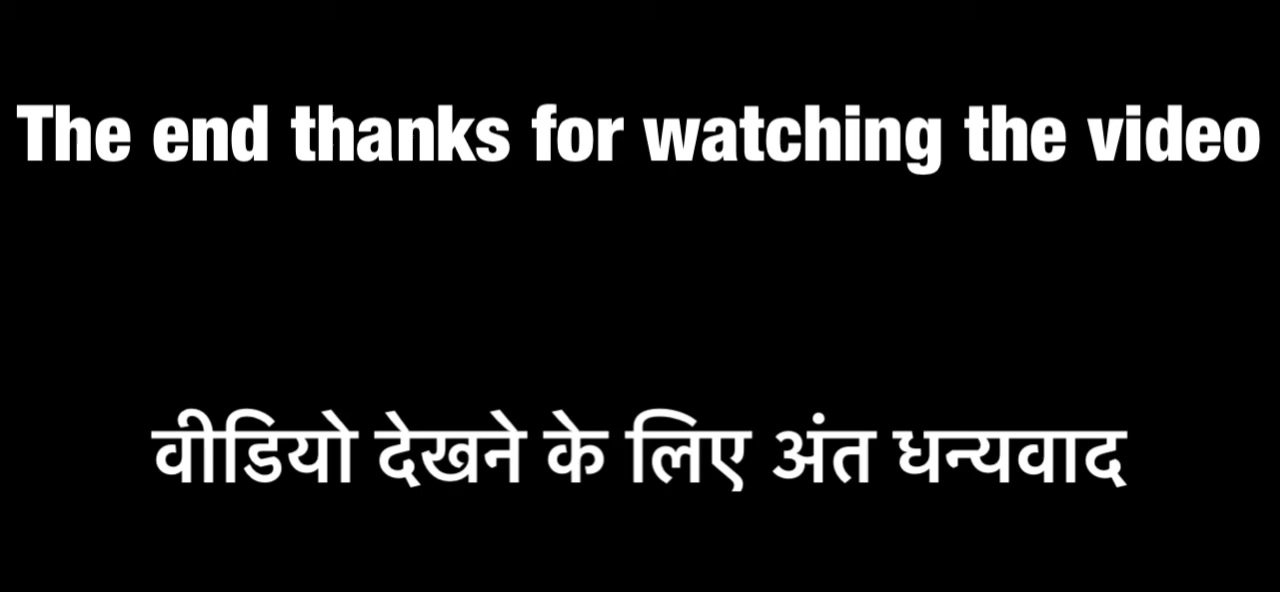 The end thanks for watching the video
वीडियो देखने के लिए अंत धन्यवाद